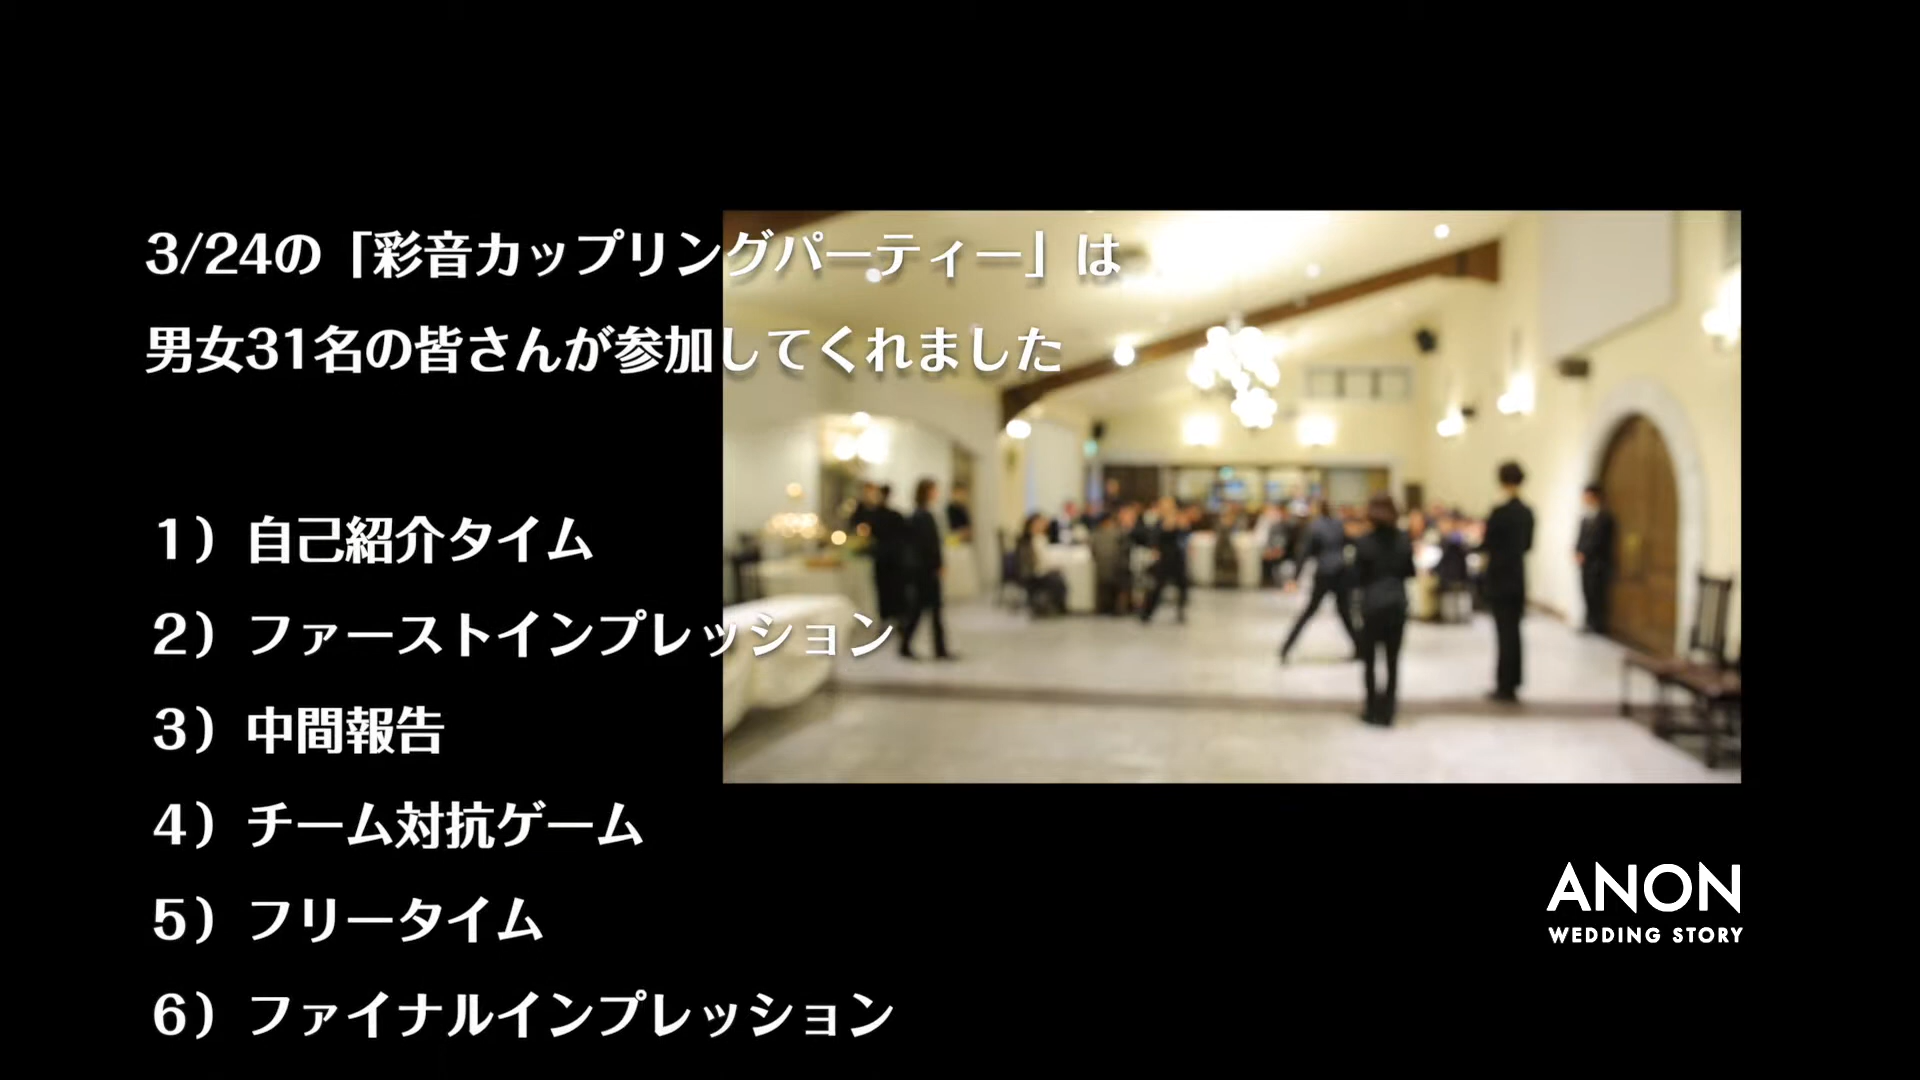 3/24の「彩音カップリングパーティー」は
男女31名の皆さんが参加してくれました
1）自己紹介タイム
2）ファーストインプレッション
3）中間報告
4）チーム対抗ゲーム
5）フリータイム
6）ファイナルインプレッション
ANON
WEDDING STORY